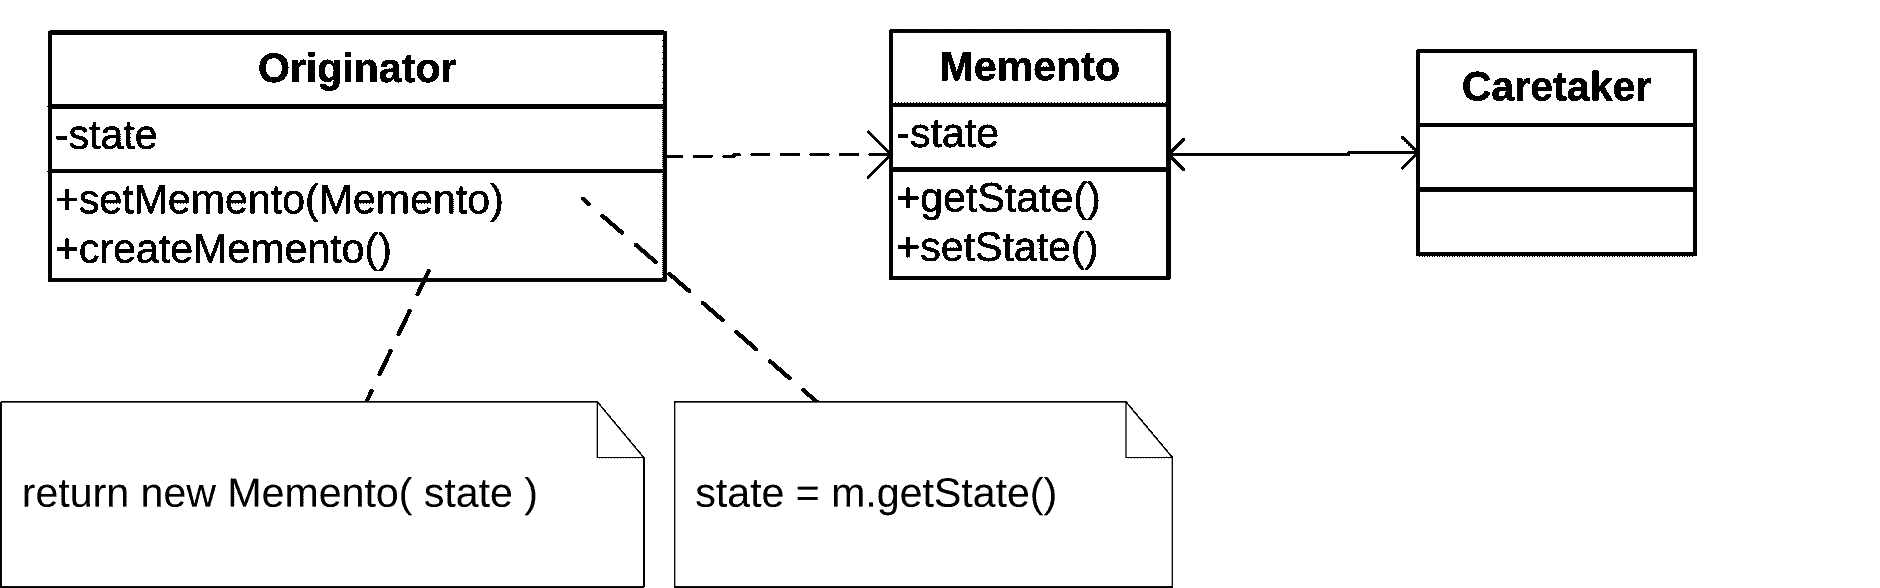 Originator
-state
+setMemento(Memento)
+createMemento()
Memento
-state
+getState()
+setState()
Caretaker
return new Memento( state )
state = m.getState()